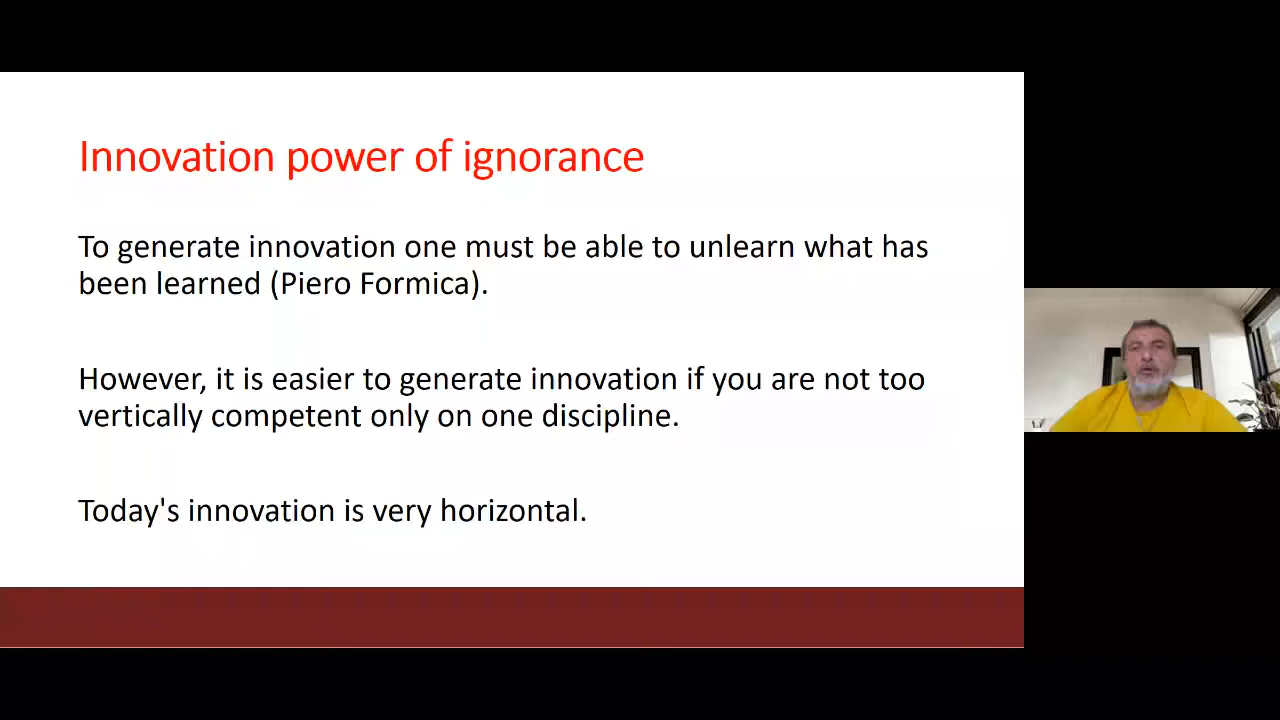 Innovation power of ignorance
To generate innovation one must be able to unlearn what has
been learned (Piero Formica).
However, it is easier to generate innovation if you are not too
vertically competent only on one discipline.
Today's innovation is very horizontal.